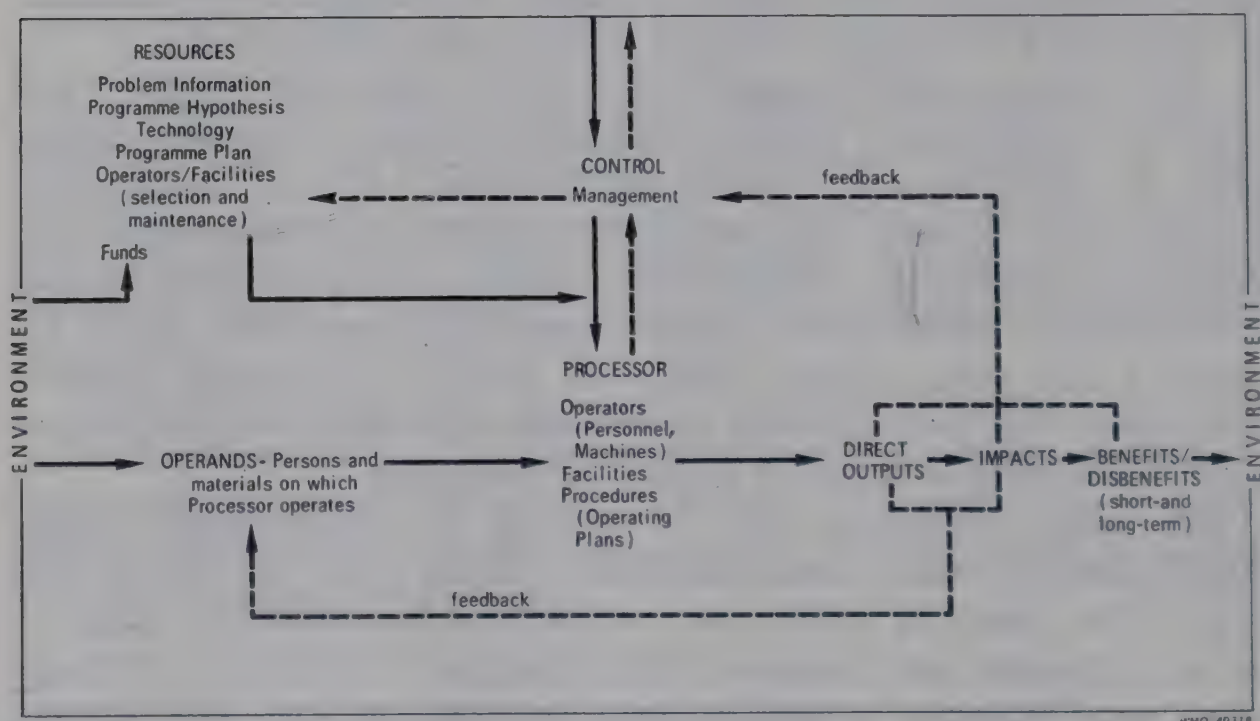 RESOURCES
Problem Information
Programme Hypothesis
Technology
Programme Plan
Operators/Facilities
(selection and
maintenance)
Funds
CONTROL
Management
feedback
ENVIRONMENT
PROCESSOR
Operators
(Personnel,
Machines)
Facilities
Procedures
(Operating
Plans)
OPERANDS - Persons and
materials on which
Processor operates
DIRECT
OUTPUTS
IMPACTS
BENEFITS/
DISBENEFITS
(short-and
long-term)
ENVIRONMENT
feedback
WHO